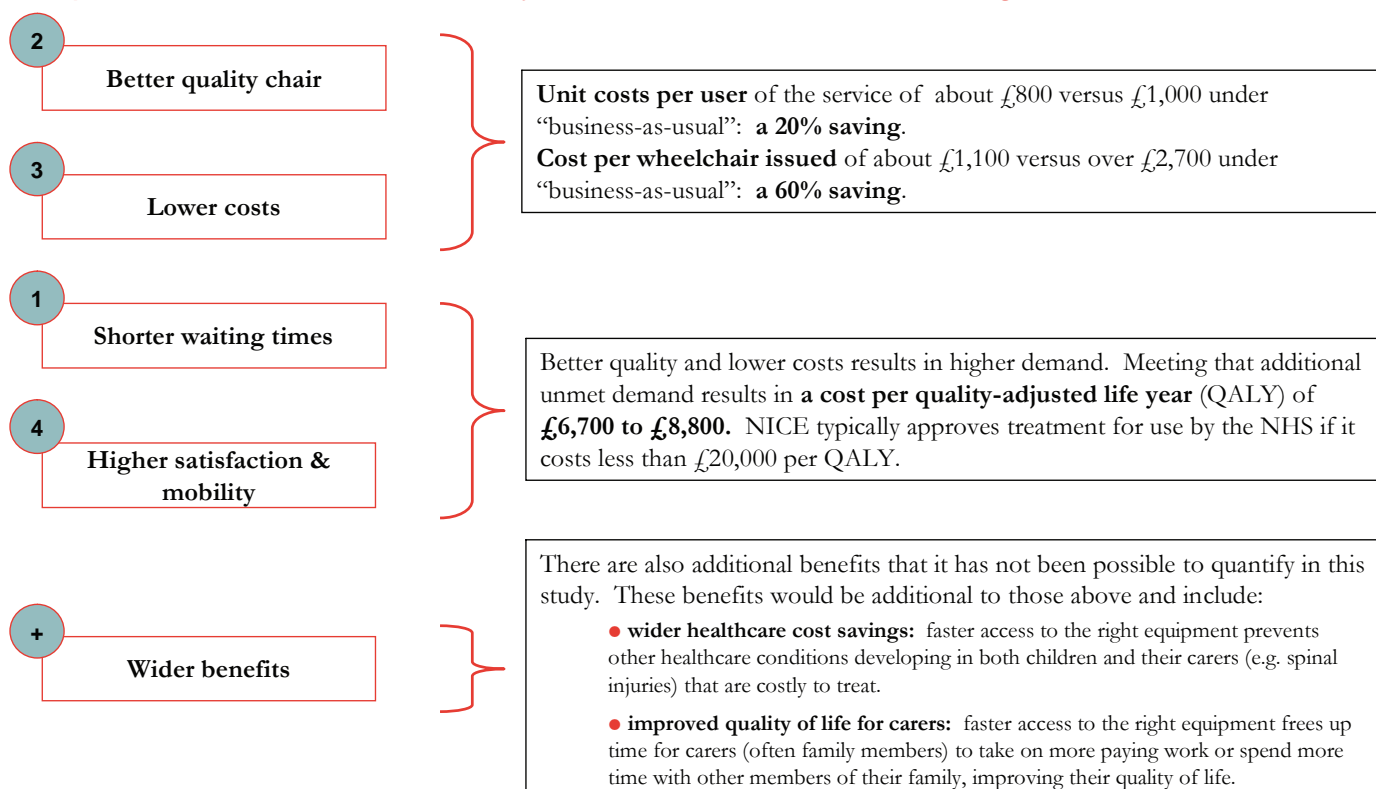 2
Better quality chair
3
Lower costs
Unit costs per user of the service of about £800 versus £1,000 under
“business-as-usual”: a 20% saving.
Cost per wheelchair issued of about £1,100 versus over £2,700 under
“business-as-usual”: a 60% saving.
1
Shorter waiting times
4
Higher satisfaction &
mobility
Better quality and lower costs results in higher demand. Meeting that additional
unmet demand results in a cost per quality-adjusted life year (QALY) of
£6,700 to £8,800. NICE typically approves treatment for use by the NHS if it
costs less than £20,000 per QALY.
+
Wider benefits
There are also additional benefits that it has not been possible to quantify in this
study. These benefits would be additional to those above and include:
● wider healthcare cost savings: faster access to the right equipment prevents
other healthcare conditions developing in both children and their carers (e.g. spinal
injuries) that are costly to treat.
● improved quality of life for carers: faster access to the right equipment frees up
time for carers (often family members) to take on more paying work or spend more
time with other members of their family, improving their quality of life.